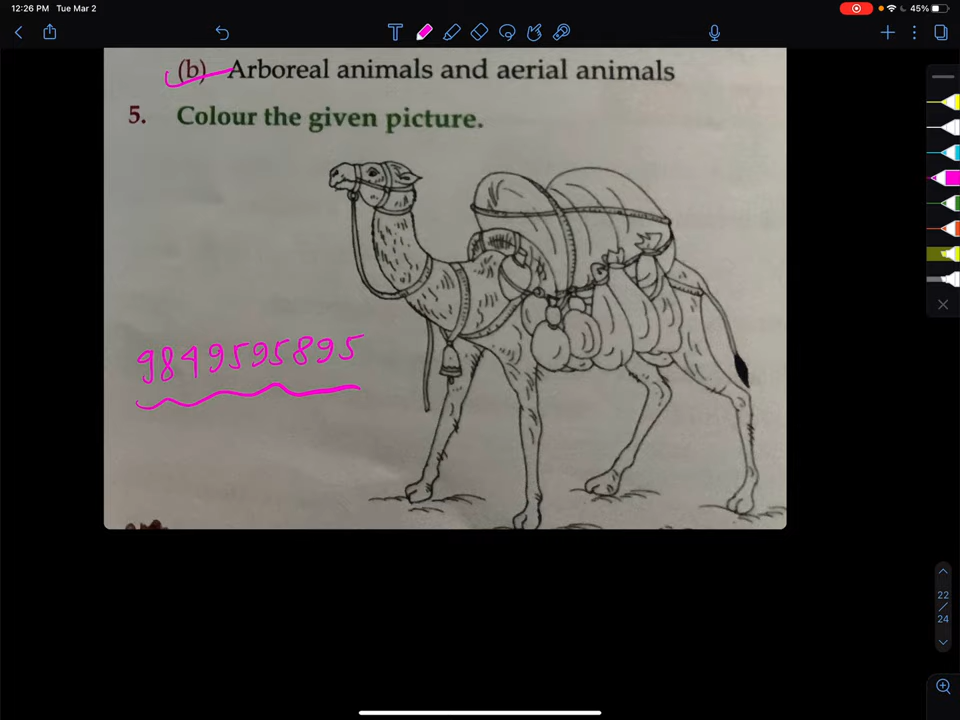 12:26 PM Tue Mar 2
45%
(b) Arboreal animals and aerial animals
5. Colour the given picture.
9849595895
22
/
24